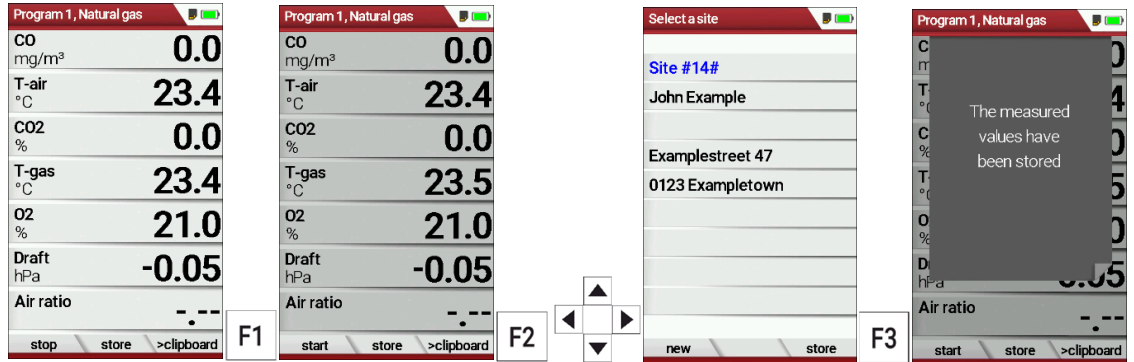 Program 1, Natural gas
CO
mg/m³
0.0
T-air
°C
23.4
CO2
%
0.0
T-gas
°C
23.4
O2
%
21.0
Draft
hPa
-0.05
Air ratio
-.--
stop store >clipboard
F1
Program 1, Natural gas
CO
mg/m³
0.0
T-air
°C
23.4
CO2
%
0.0
T-gas
°C
23.5
O2
%
21.0
Draft
hPa
-0.05
Air ratio
-.--
start store >clipboard
F2
Select a site
Site #14#
John Example
Examplestreet 47
0123 Exampletown
new store
F3
Program 1, Natural gas
The measured
values have
been stored
hPa
Air ratio
-.--
start store >clipboard